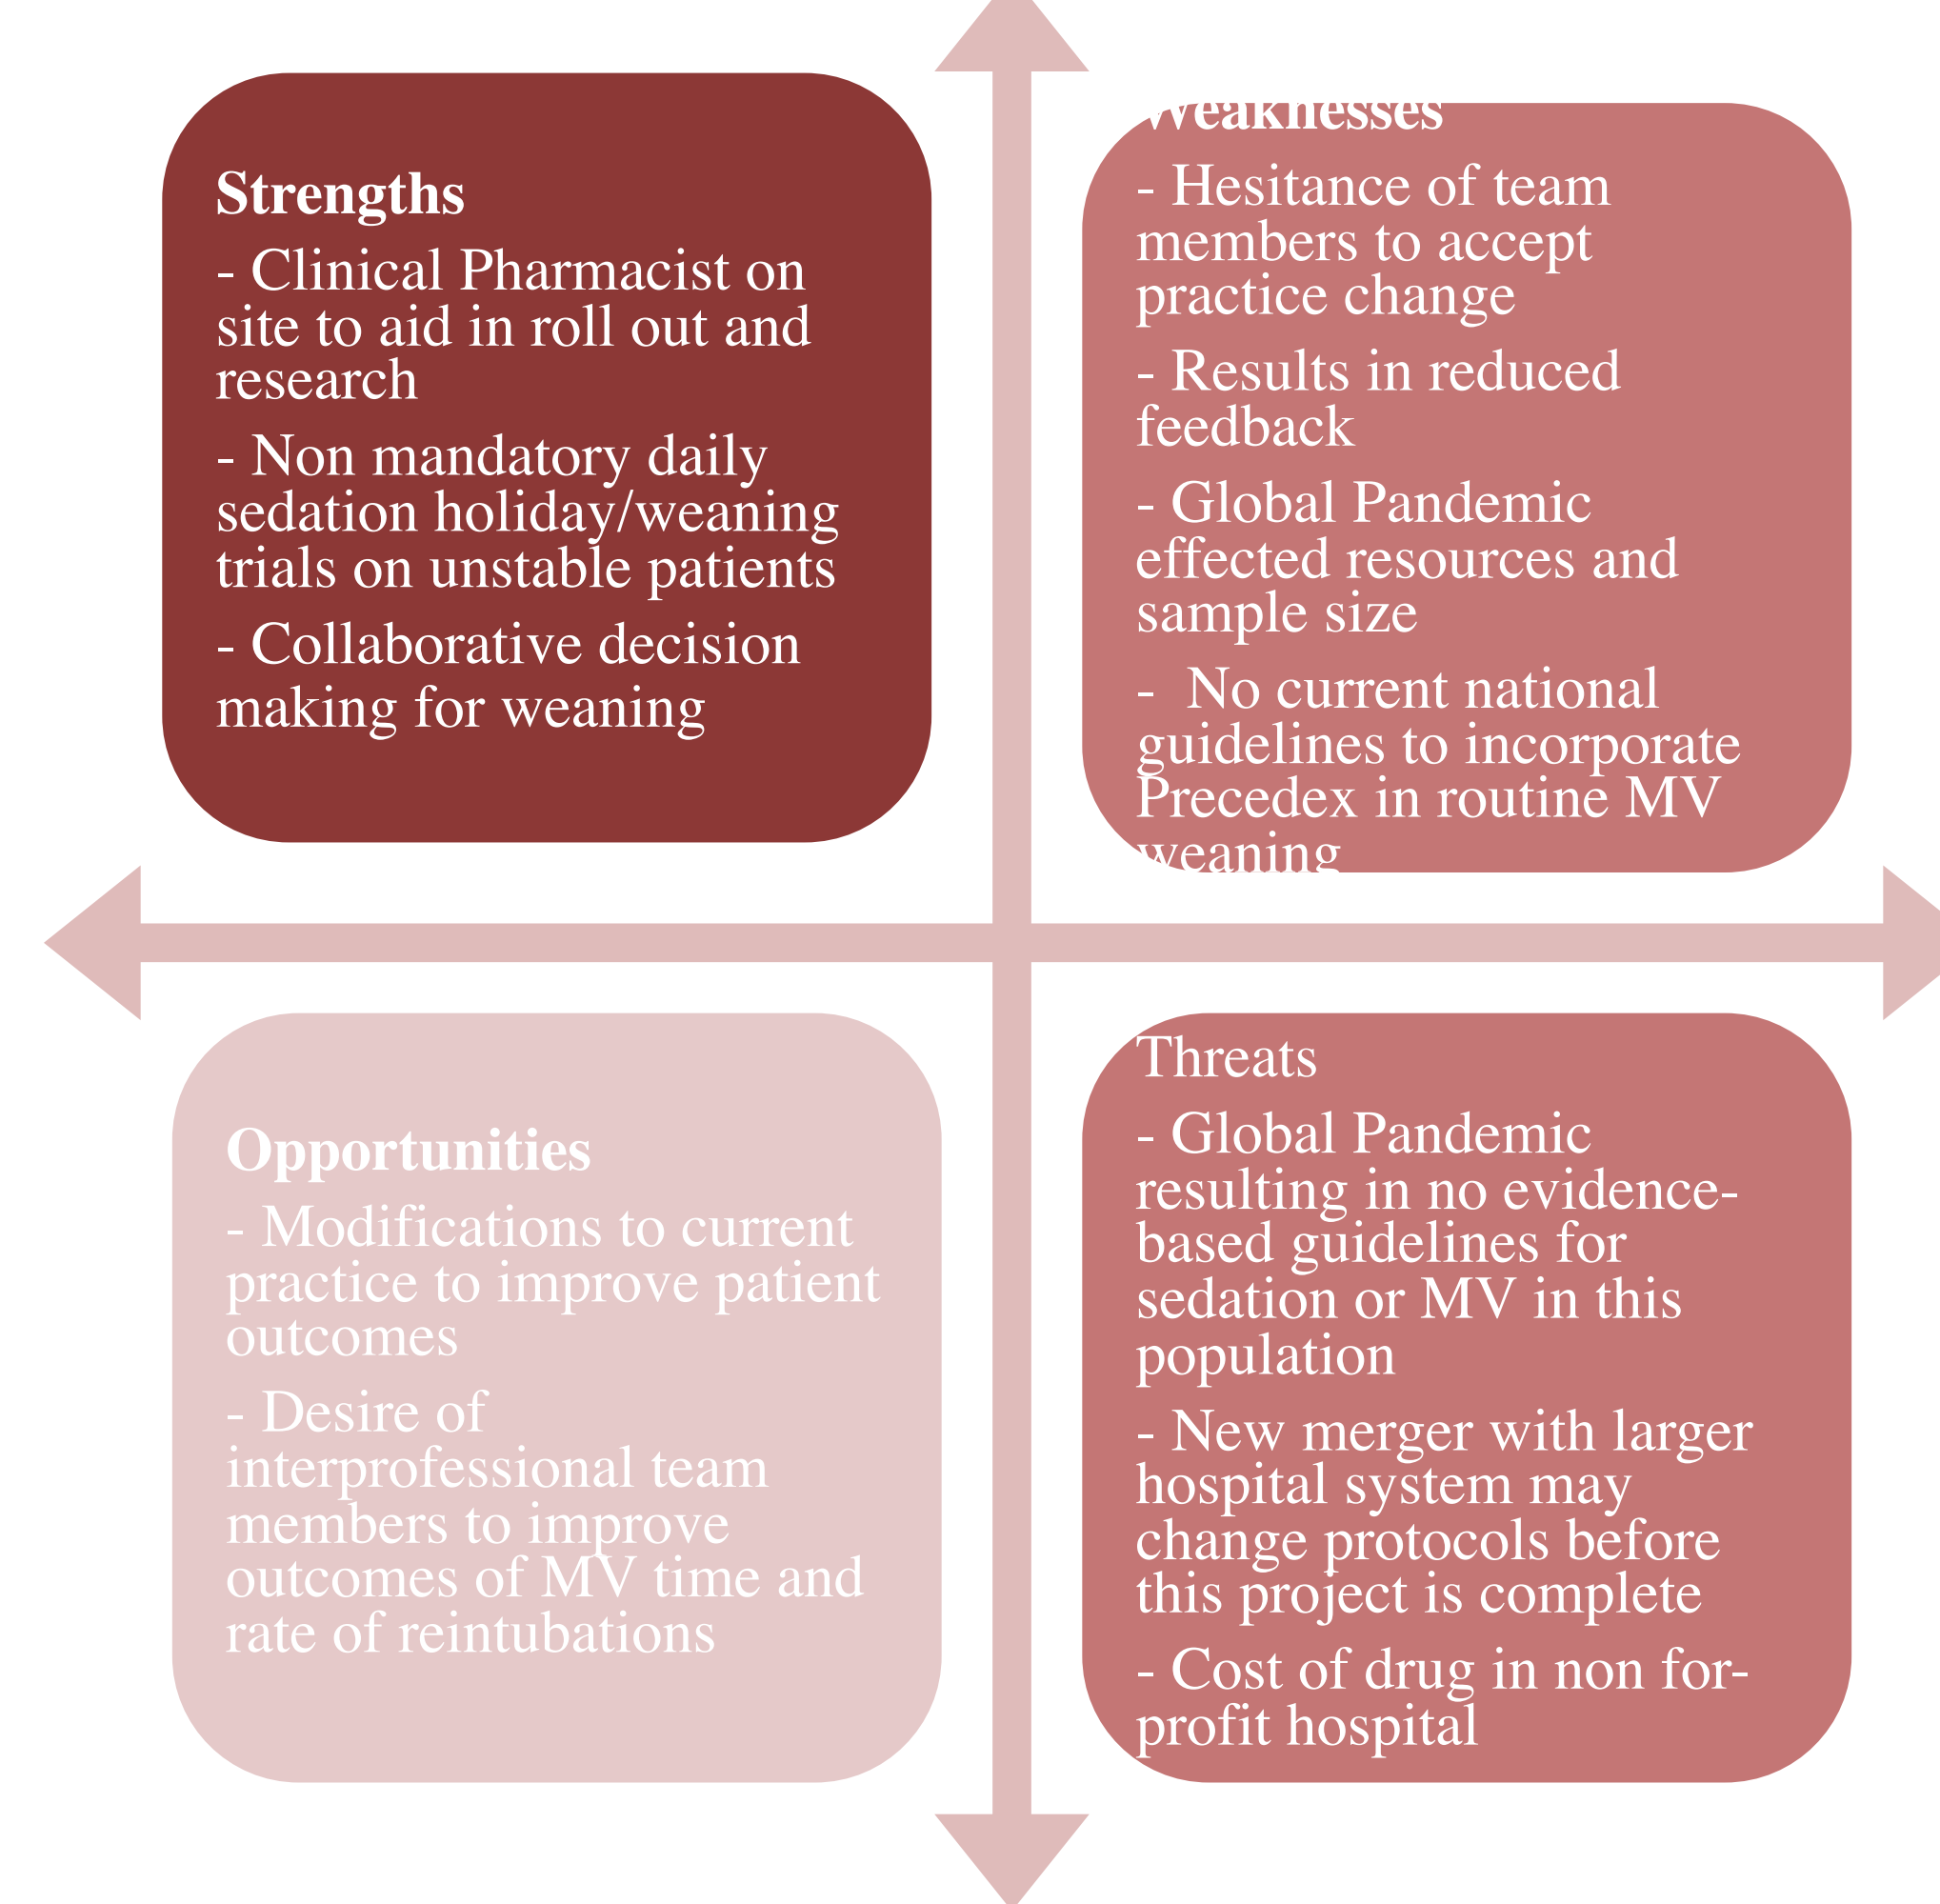 Strengths
- Clinical Pharmacist on
site to aid in roll out and
research
- Non mandatory daily
sedation holiday/weaning
trials on unstable patients
- Collaborative decision
making for weaning
Weaknesses
- Hesitance of team
members to accept
practice change
- Results in reduced
feedback
- Global Pandemic
effected resources and
sample size
-  No current national
guidelines to incorporate
Precedex in routine MV
weaning
Opportunities
- Modifications to current
practice to improve patient
outcomes
- Desire of
interprofessional team
members to improve
outcomes of MV time and
rate of reintubations
Threats
- Global Pandemic
resulting in no evidence-
based guidelines for
sedation or MV in this
population
- New merger with larger
hospital system may
change protocols before
this project is complete
- Cost of drug in non for-
profit hospital